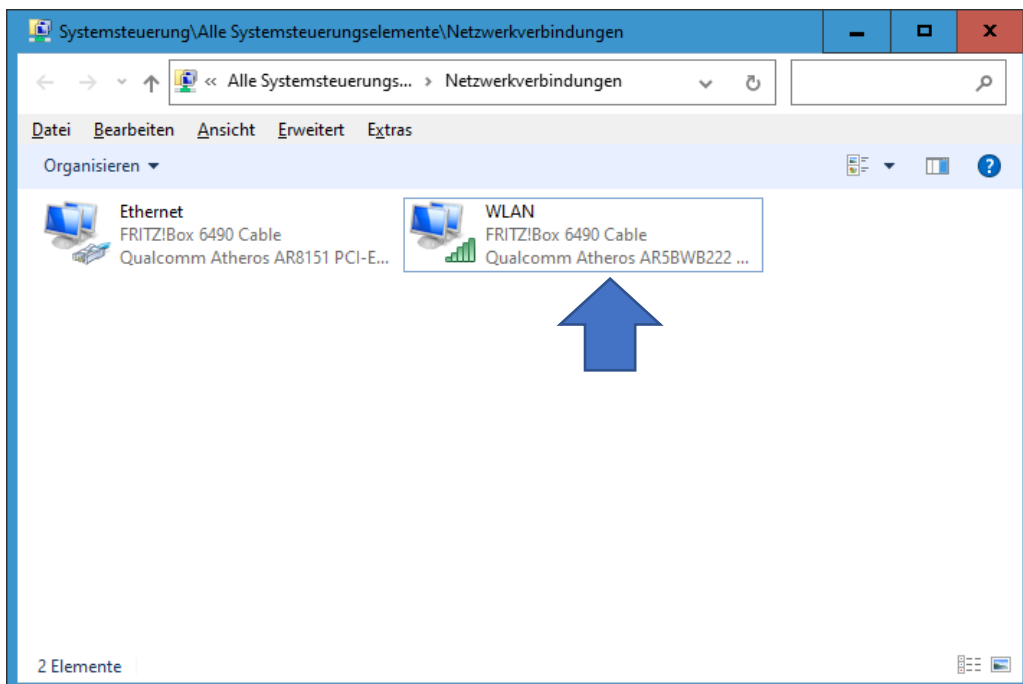 Systemsteuerung\Alle Systemsteuerungselemente\Netzwerkverbindungen
« Alle Systemsteuerungs... › Netzwerkverbindungen
Datei Bearbeiten Ansicht Erweitert Extras
Organisieren
Ethernet
FRITZ!Box 6490 Cable
Qualcomm Atheros AR8151 PCI-E...
WLAN
FRITZ!Box 6490 Cable
Qualcomm Atheros AR5BWB222 ...
2 Elemente